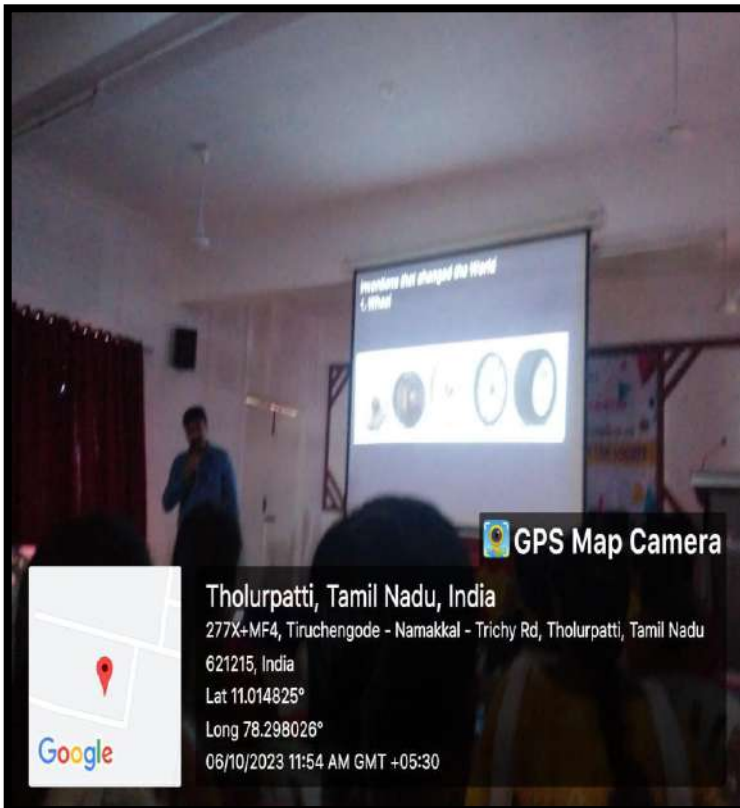 Inventions that changed the World
1. Wheel
GPS Map Camera
Tholurpatti, Tamil Nadu, India
277X+MF4, Tiruchengode - Namakkal - Trichy Rd, Tholurpatti, Tamil Nadu
621215, India
Lat 11.014825°
Long 78.298026°
06/10/2023 11:54 AM GMT +05:30
Google